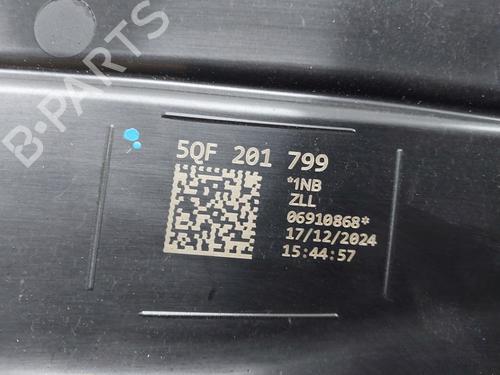 B-PARTS
5QF 201 799
*1NB
ZLL
06910868*
17/12/2024
15:44:57